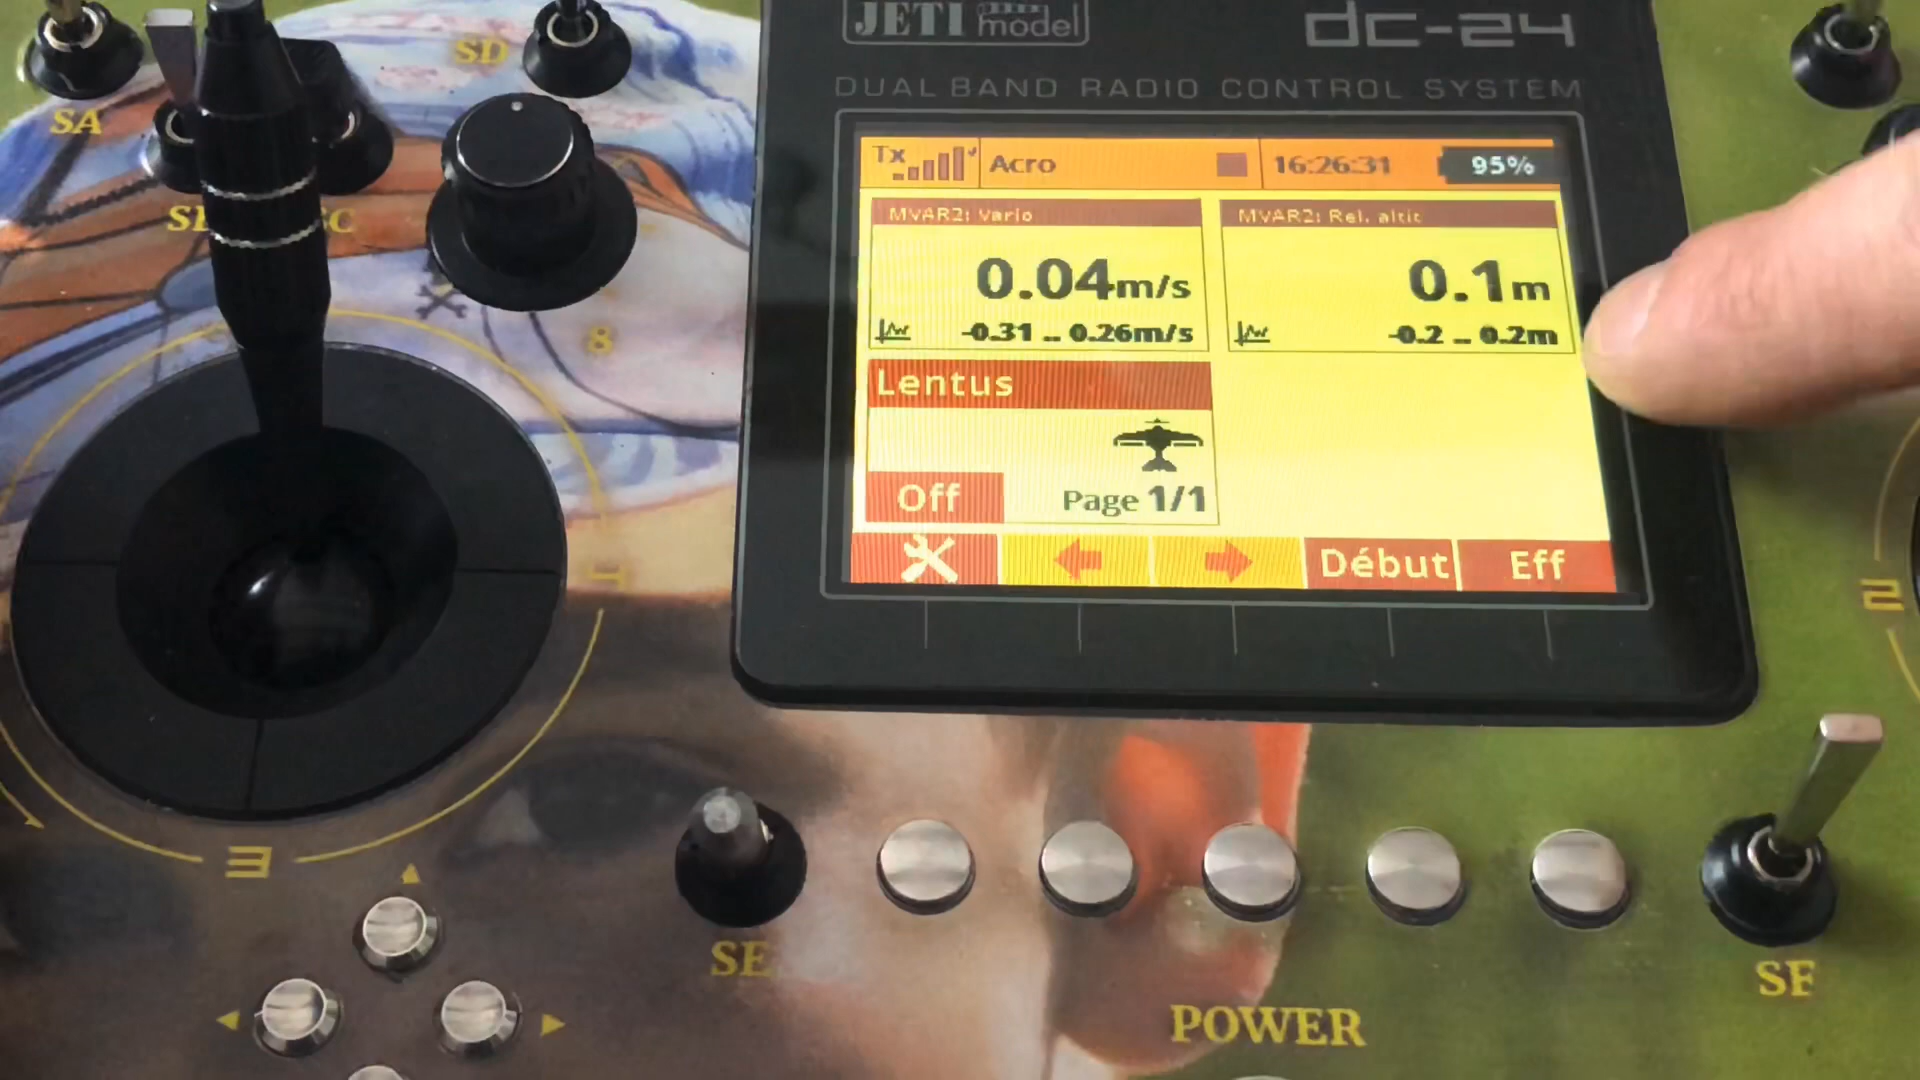 JETI model
dc-24
DUAL BAND RADIO CONTROL SYSTEM
SD
SA
Tx Acro 16:26:31 95%
MVAR2: Vario
0.04m/s
-0.31 .. 0.26m/s
MVAR2: Rel. altit
0.1m
-0.2 .. 0.2m
Lentus
Off Page 1/1
Début Eff
8
1
2
3
SE
SF
POWER